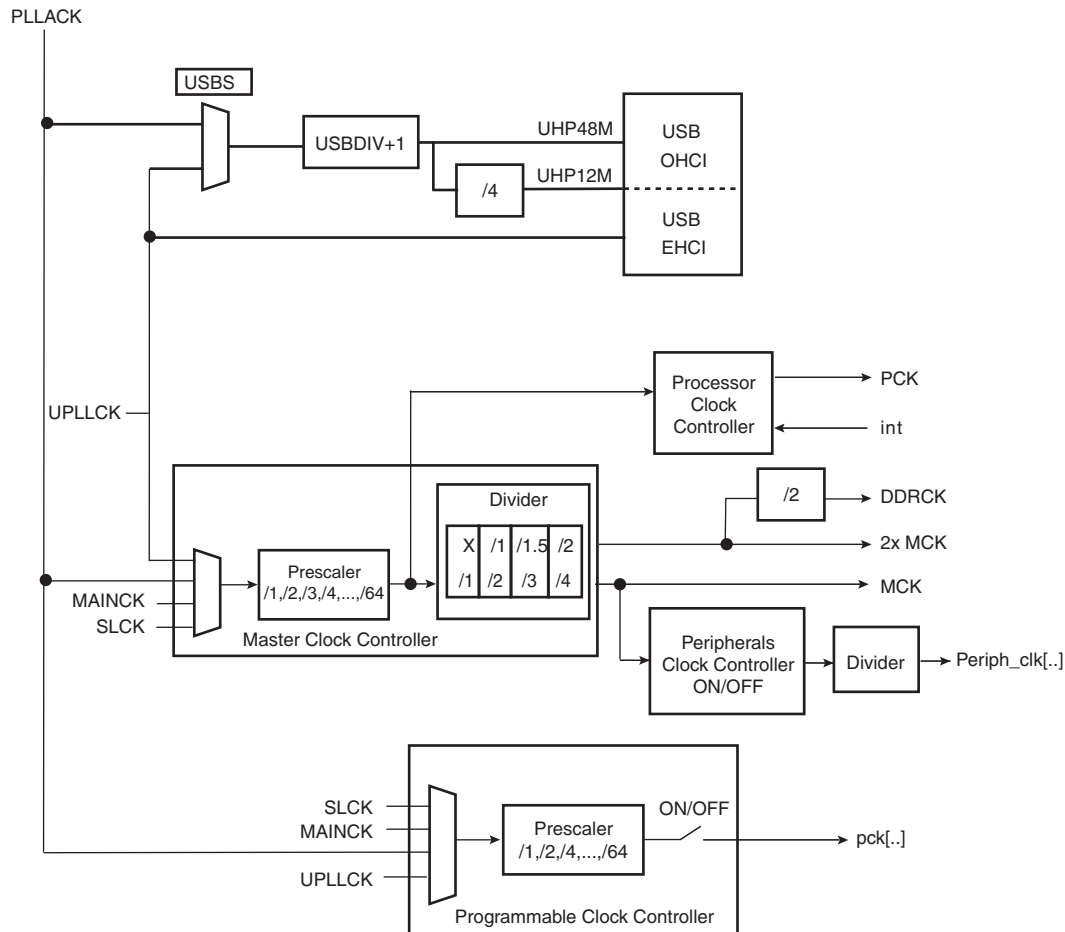 PLLACK
USBS
USBDIV+1
UHP48M
/4
UHP12M
USB
OHCI
USB
EHCI
UPLLCK
Processor
Clock
Controller
PCK
int
/2
DDRCK
2x MCK
MCK
Divider
X /1 /1.5 /2
/1 /2 /3 /4
Prescaler
/1,/2,/3,/4,...,/64
MAINCK
SLCK
Master Clock Controller
Peripherals
Clock Controller
ON/OFF
Divider
Periph_clk[..]
SLCK
MAINCK
UPLLCK
Prescaler
/1,/2,/4,...,/64
ON/OFF
pck[..]
Programmable Clock Controller